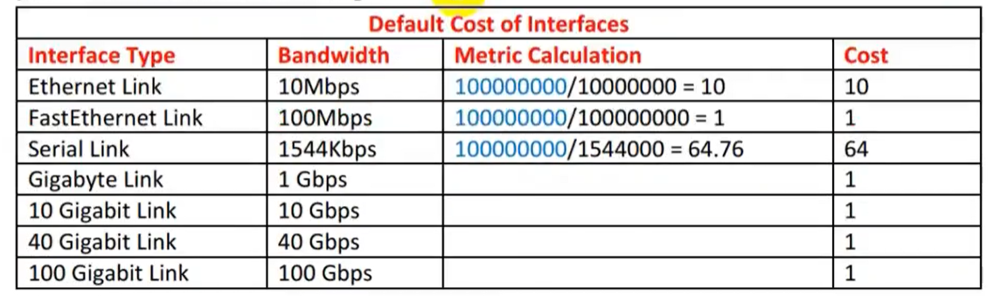 Default Cost of Interfaces
Interface Type Bandwidth Metric Calculation Cost
Ethernet Link 10Mbps 100000000/10000000 = 10 10
FastEthernet Link 100Mbps 100000000/100000000 = 1 1
Serial Link 1544Kbps 100000000/1544000 = 64.76 64
Gigabyte Link 1 Gbps 1
10 Gigabit Link 10 Gbps 1
40 Gigabit Link 40 Gbps 1
100 Gigabit Link 100 Gbps 1